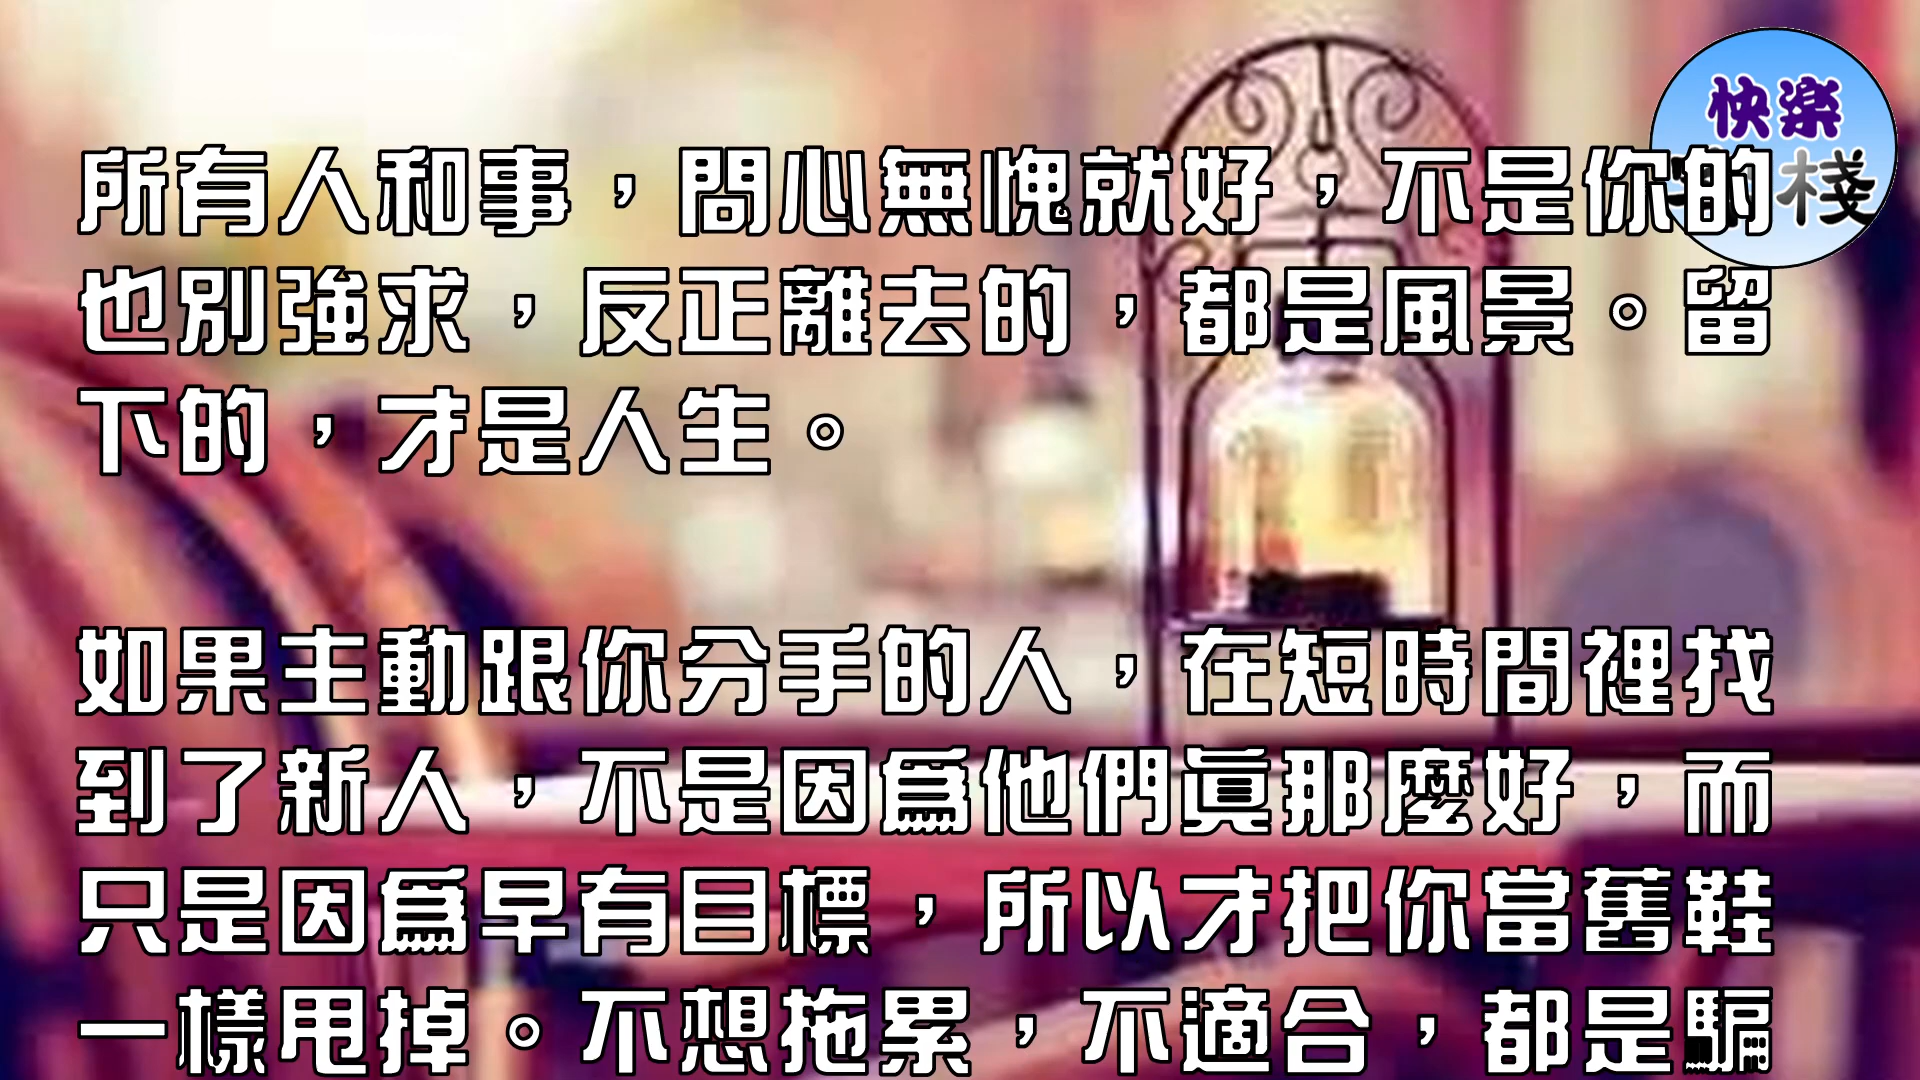 快楽
栈
所有人和事，問心無愧就好，不是你的
也別強求，反正離去的，都是風景。留
下的，才是人生。
如果主動跟你分手的人，在短時間裡找
到了新人，不是因爲他們眞那麼好，而
只是因爲早有目標，所以才把你當舊鞋
一樣甩掉。不想拖累，不適合，都是騙